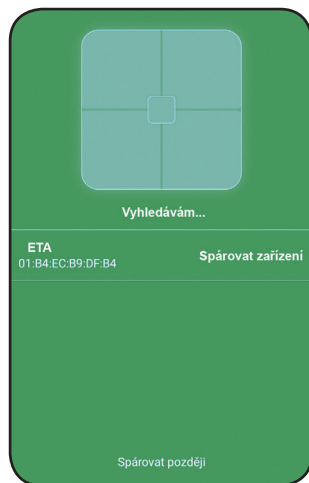 Vyhledávám...
ETA
01:B4:EC:B9:DF:B4
Spárovat zařízení
Spárovat později